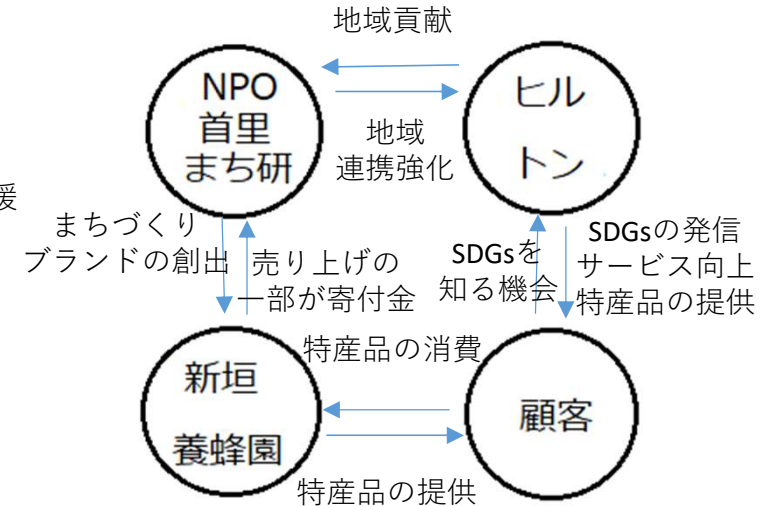 地域貢献
NPO
首里
まち研
ヒル
トン
地域
連携強化
援
まちづくり
ブランドの創出
売り上げの
一部が寄付金
SDGsを
知る機会
SDGsの発信
サービス向上
特産品の提供
特産品の消費
新垣
養蜂園
顧客
特産品の提供